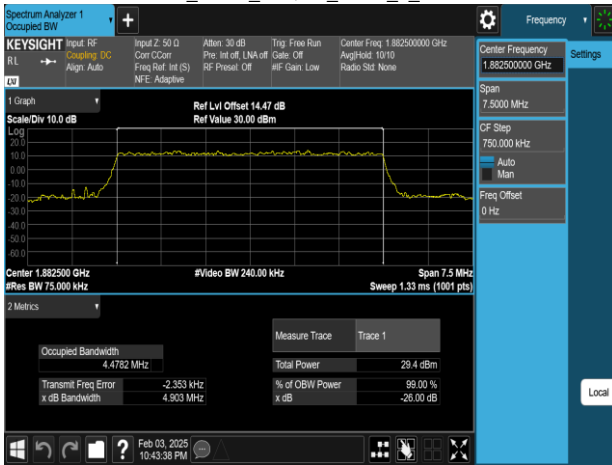 Spectrum Analyzer 1
Occupied BW
Frequency
KEYSIGHT
RL
LXI
Input: RF
Coupling: DC
Align: Auto
Input Z: 50 Ω
Corr CCorr
Freq Ref: Int (S)
NFE: Adaptive
Atten: 30 dB
Pre: Int off, LNA off
RF Presel: Off
Trig: Free Run
Gate: Off
#IF Gain: Low
Center Freq: 1.882500000 GHz
Avg|Hold: 10/10
Radio Std: None
Center Frequency
1.882500000 GHz
Settings
Span
7.5000 MHz
CF Step
750.000 kHz
Auto
Man
Freq Offset
0 Hz
1 Graph
Scale/Div 10.0 dB
Ref Lvl Offset 14.47 dB
Ref Value 30.00 dBm
Log
20.0
10.0
0.00
-10.0
-20.0
-30.0
-40.0
-50.0
-60.0
Center 1.882500 GHz
#Video BW 240.00 kHz
Span 7.5 MHz
#Res BW 75.000 kHz
Sweep 1.33 ms (1001 pts)
2 Metrics
Measure Trace Trace 1
Occupied Bandwidth
4.4782 MHz
Total Power 29.4 dBm
Transmit Freq Error -2.353 kHz
% of OBW Power 99.00 %
x dB Bandwidth 4.903 MHz
x dB -26.00 dB
Local
Feb 03, 2025
10:43:38 PM